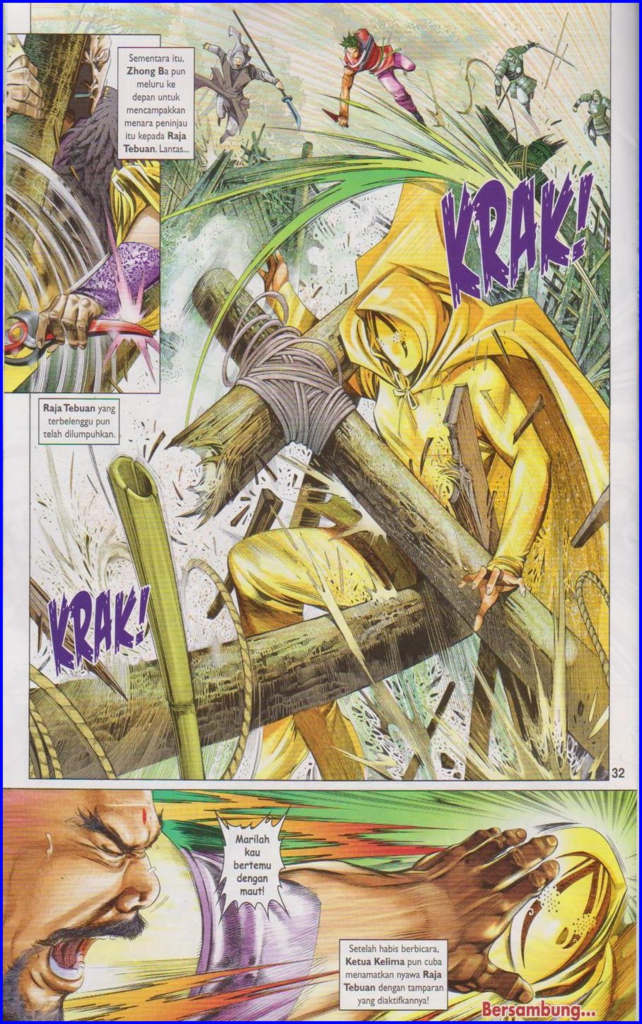 Sementara itu,
Zhong Ba pun
meluru ke
depan untuk
mencampakkan
menara peninjau
itu kepada Raja
Tebuan. Lantas...
KRAK!
Raja Tebuan yang
terbelenggu pun
telah dilumpuhkan.
KRAK!
32
Marilah
kau
bertemu
dengan
maut!
Setelah habis berbicara,
Ketua Kelima pun cuba
menamatkan nyawa Raja
Tebuan dengan tamparan
yang diaktifkannya!
Bersambung...